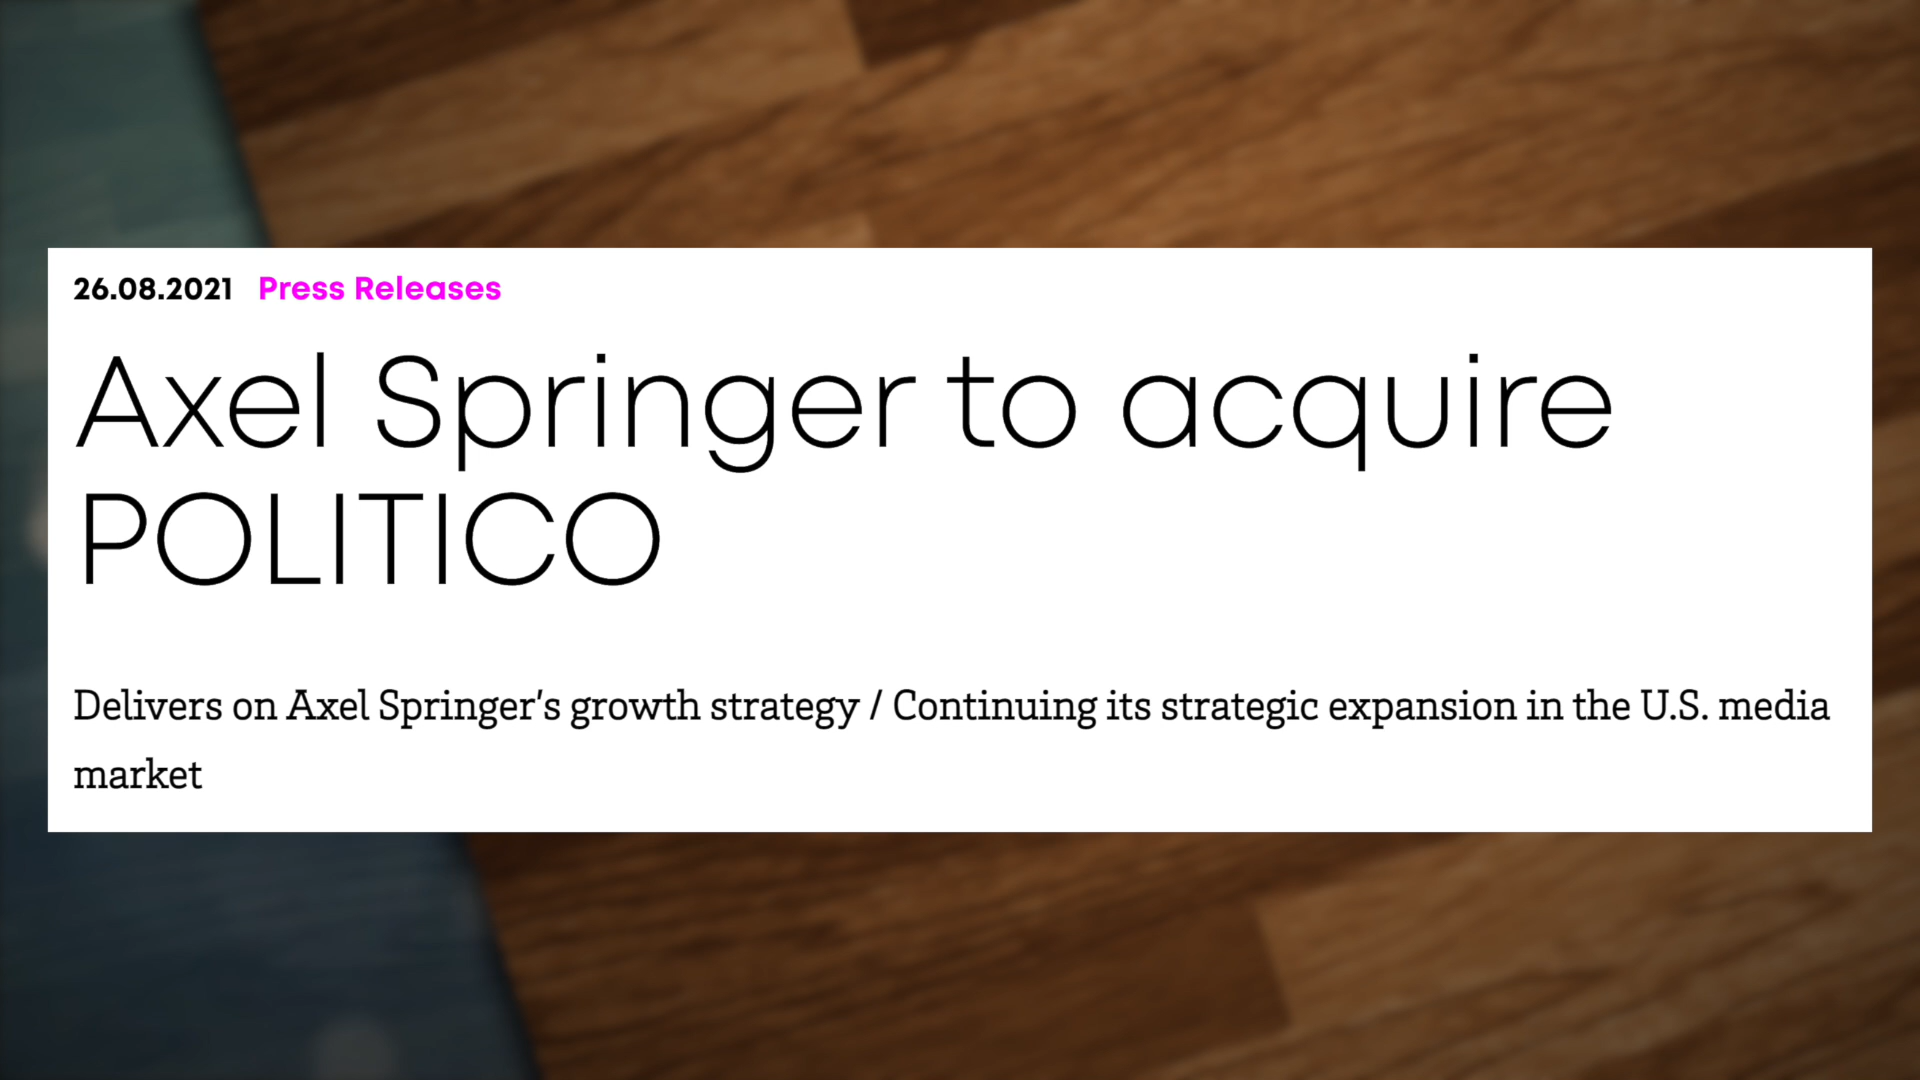 26.08.2021 Press Releases
Axel Springer to acquire
POLITICO
Delivers on Axel Springer's growth strategy / Continuing its strategic expansion in the U.S. media
market